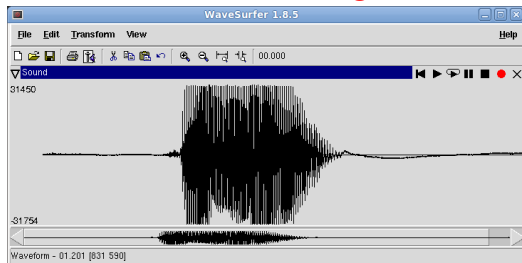 WaveSurfer 1.8.5
File Edit Transform View Help
00.000
Sound
31450
-31754
Waveform - 01.201 [831 590]